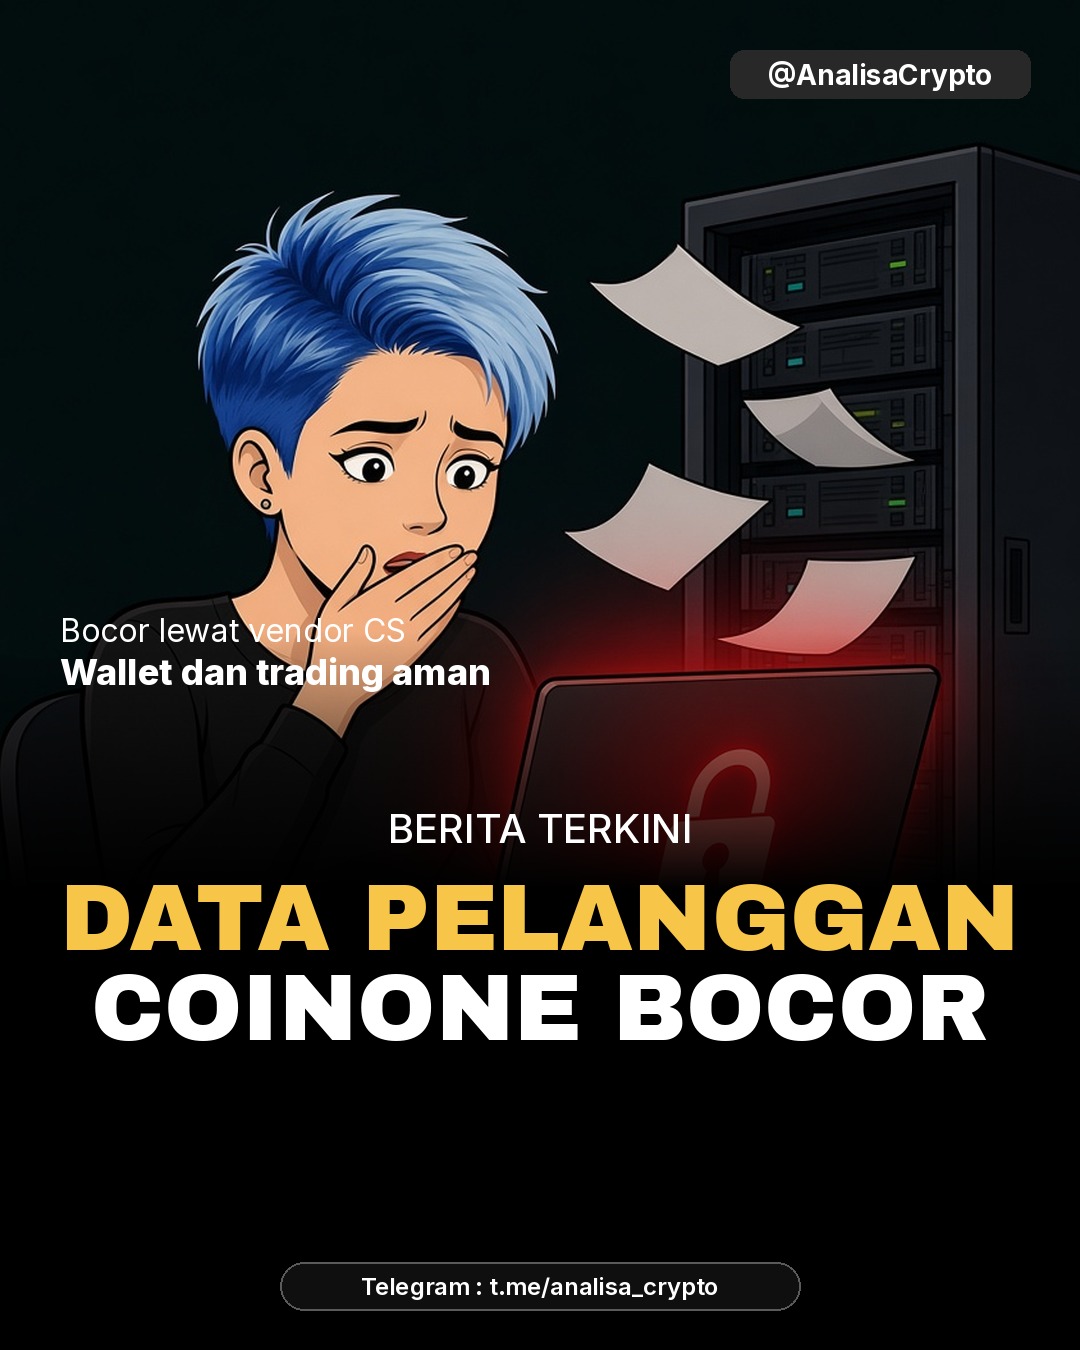 @AnalisaCrypto
Bocor lewat vendor CS
Wallet dan trading aman
BERITA TERKINI
DATA PELANGGAN
COINONE BOCOR
Telegram : t.me/analisa_crypto